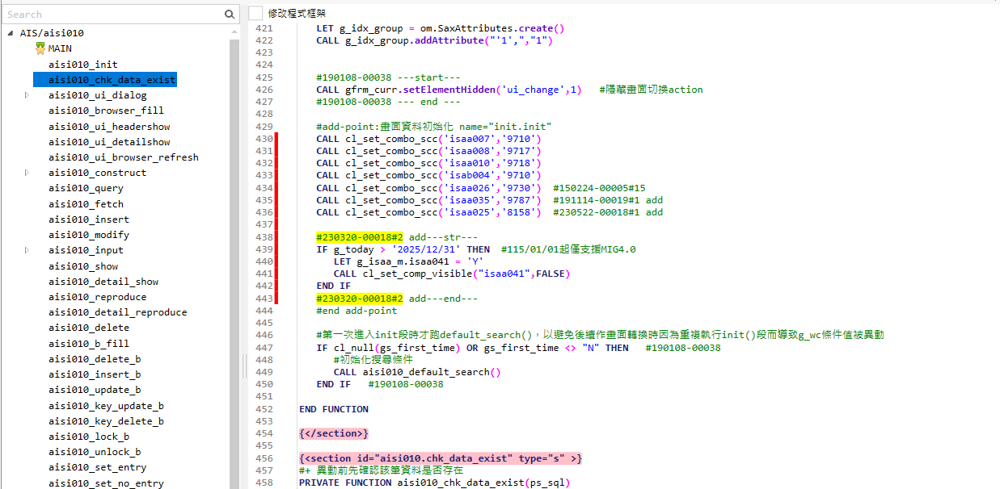 Search
AIS/aisi010
MAIN
aisi010_init
aisi010_chk_data_exist
aisi010_ui_dialog
aisi010_browser_fill
aisi010_ui_headershow
aisi010_ui_detailshow
aisi010_ui_browser_refresh
aisi010_construct
aisi010_query
aisi010_fetch
aisi010_insert
aisi010_modify
aisi010_input
aisi010_show
aisi010_detail_show
aisi010_reproduce
aisi010_detail_reproduce
aisi010_delete
aisi010_b_fill
aisi010_delete_b
aisi010_insert_b
aisi010_update_b
aisi010_key_update_b
aisi010_key_delete_b
aisi010_lock_b
aisi010_unlock_b
aisi010_set_entry
aisi010_set_no_entry
修改程式框架
421 LET g_idx_group = om.SaxAttributes.create()
422 CALL g_idx_group.addAttribute("'1',","1")
423
424
425 #190108-00038 ---start---
426 CALL gfrm_curr.setElementHidden('ui_change',1) #隱藏畫面切換action
427 #190108-00038 --- end ---
428
429 #add-point:畫面資料初始化 name="init.init"
430 CALL cl_set_combo_scc('isaa007','9710')
431 CALL cl_set_combo_scc('isaa008','9717')
432 CALL cl_set_combo_scc('isaa010','9718')
433 CALL cl_set_combo_scc('isab004','9710')
434 CALL cl_set_combo_scc('isaa026','9730') #150224-00005#15
435 CALL cl_set_combo_scc('isaa035','9787') #191114-00019#1 add
436 CALL cl_set_combo_scc('isaa025','8158') #230522-00018#1 add
437
438 #230320-00018#2 add---str---
439 IF g_today > '2025/12/31' THEN #115/01/01起僅支援MIG4.0
440 LET g_isaa_m.isaa041 = 'Y'
441 CALL cl_set_comp_visible("isaa041",FALSE)
442 END IF
443 #230320-00018#2 add---end---
444 #end add-point
445
446 #第一次進入init段時才跑default_search()，以避免後續作畫面轉換時因為重複執行init()段而導致g_wc條件值被異動
447 IF cl_null(gs_first_time) OR gs_first_time <> "N" THEN #190108-00038
448 #初始化搜尋條件
449 CALL aisi010_default_search()
450 END IF #190108-00038
451
452 END FUNCTION
453
454 {</section>}
455
456 {<section id="aisi010.chk_data_exist" type="s" >}
457 #+ 異動前先確認該筆資料是否存在
458 PRIVATE FUNCTION aisi010_chk_data_exist(ps_sql)